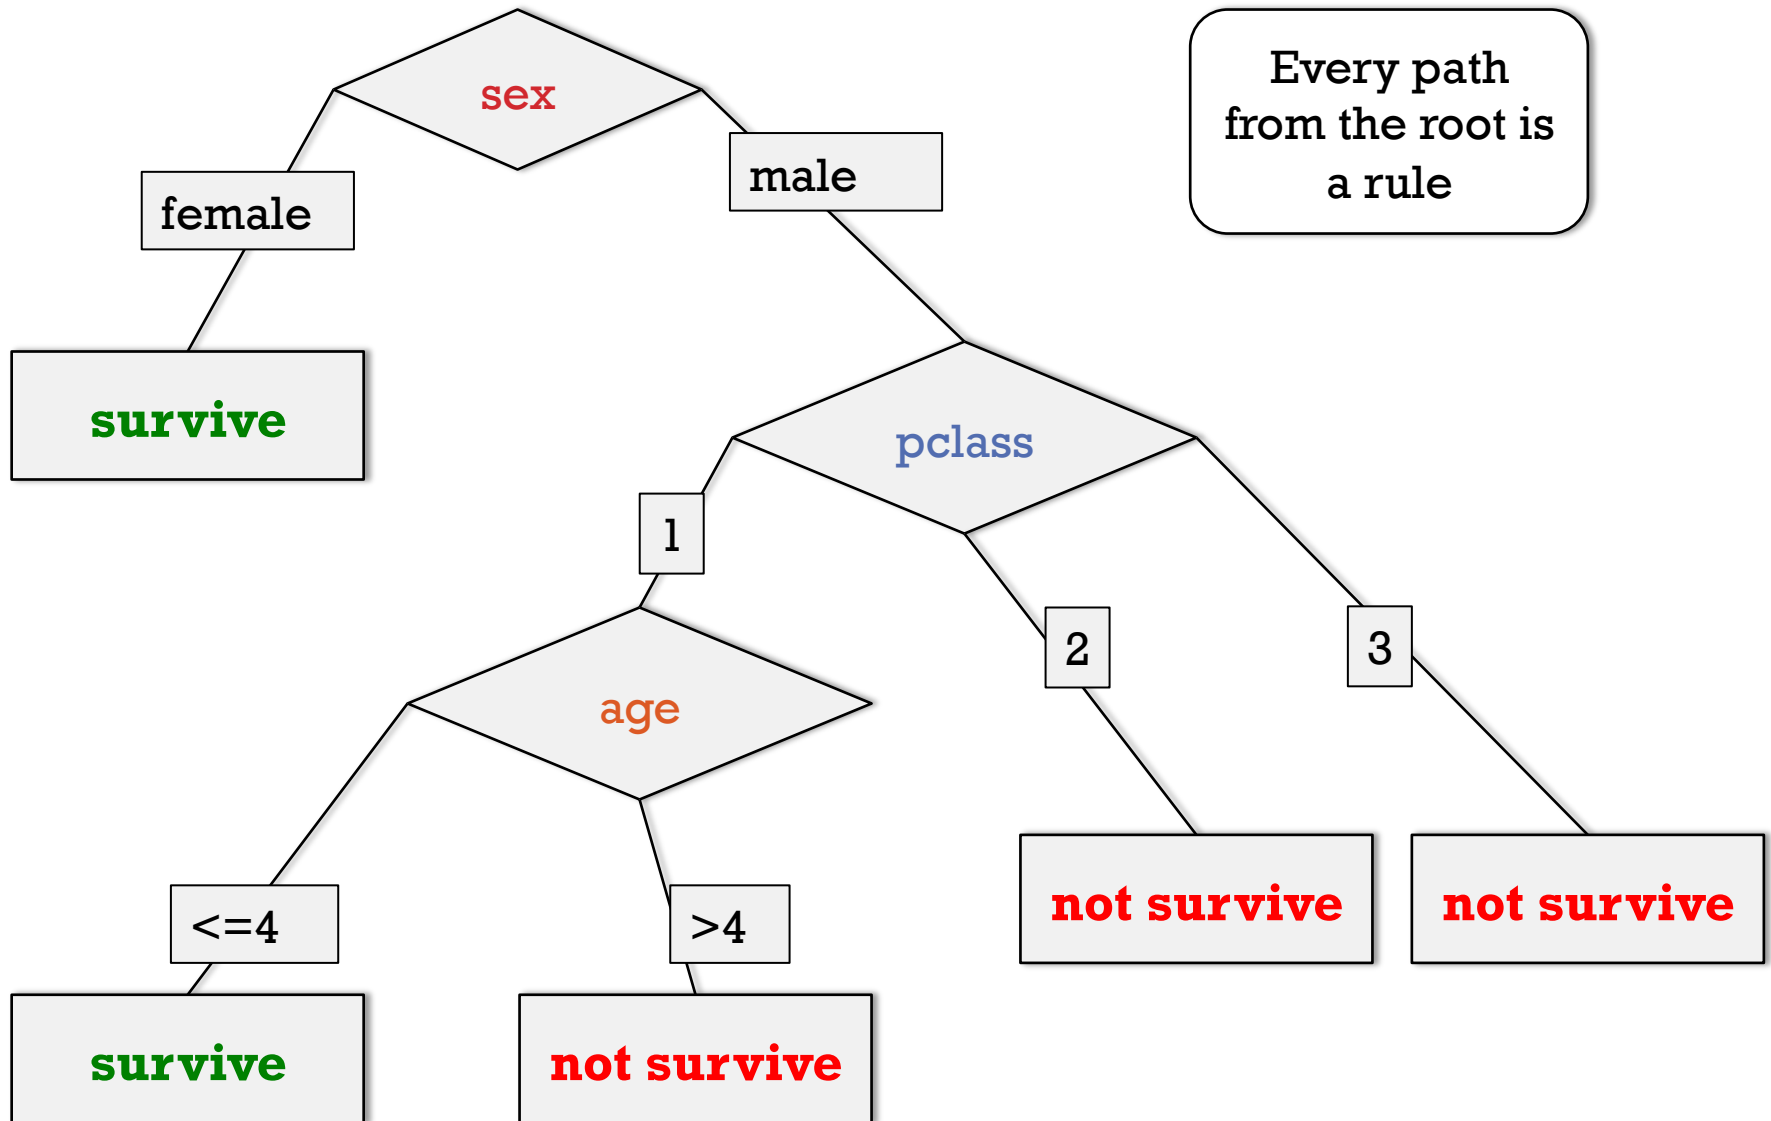 sex
Every path
from the root is
a rule
female
male
survive
pclass
1
2
3
age
<=4
>4
not survive
not survive
survive
not survive